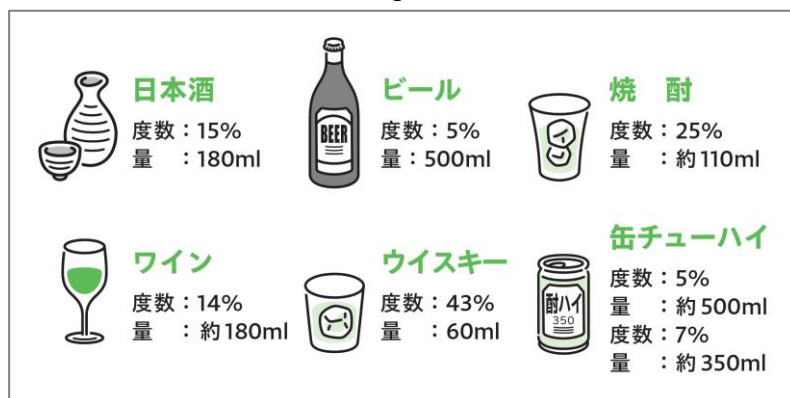 日本酒
度数：15%
量　：180ml
ビール
BEER
度数：5%
量：500ml
焼　酎
度数：25%
量　：約110ml
ワイン
度数：14%
量　：約180ml
ウイスキー
度数：43%
量　：60ml
缶チューハイ
酎ハイ
350
度数：5%
量　：約500ml
度数：7%
量　：約350ml